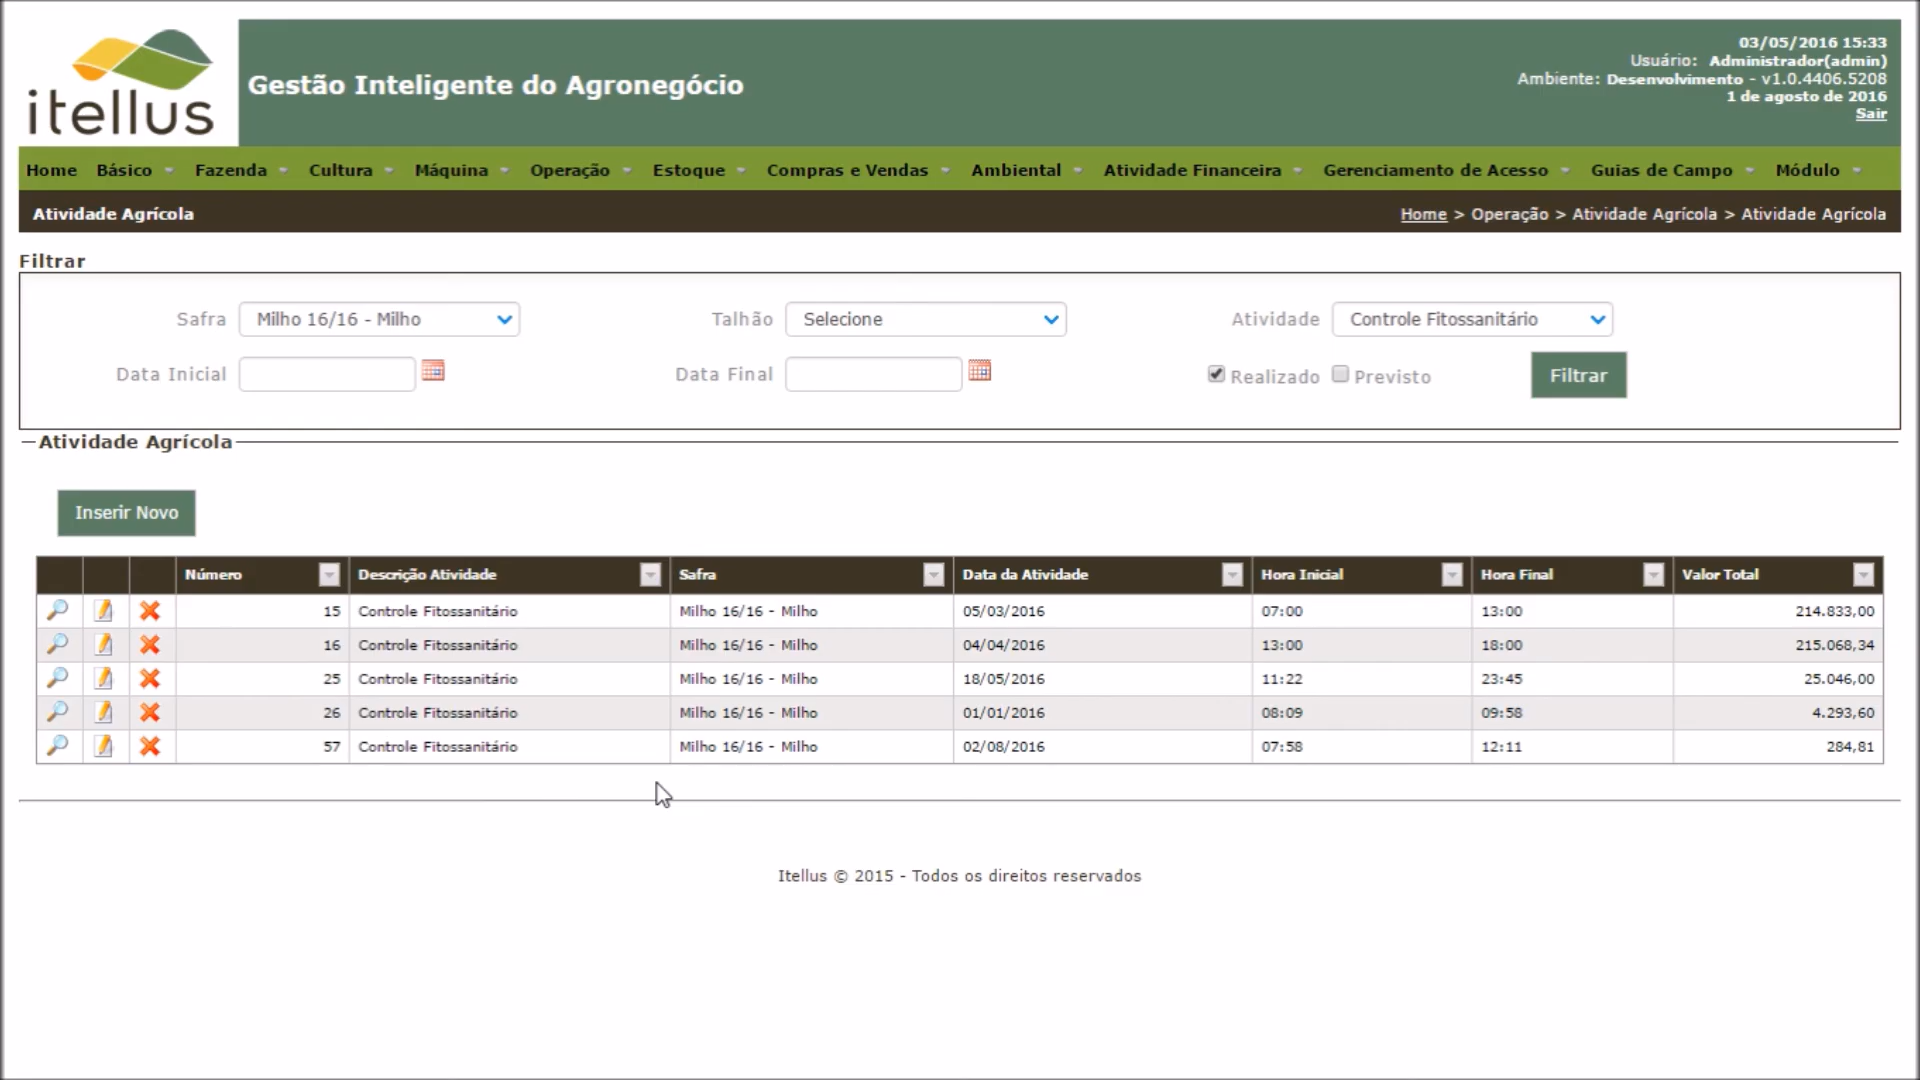 itellus
Gestão Inteligente do Agronegócio
03/05/2016 15:33
Usuário: Administrador(admin)
Ambiente: Desenvolvimento - v1.0.4406.5208
1 de agosto de 2016
Sair
Home Básico Fazenda Cultura Máquina Operação Estoque Compras e Vendas Ambiental Atividade Financeira Gerenciamento de Acesso Guias de Campo Módulo
Atividade Agrícola Home > Operação > Atividade Agrícola > Atividade Agrícola
Filtrar
Safra Milho 16/16 - Milho Talhão Selecione Atividade Controle Fitossanitário
Data Inicial Data Final Realizado Previsto Filtrar
Atividade Agrícola
Inserir Novo
Número Descrição Atividade Safra Data da Atividade Hora Inicial Hora Final Valor Total
15 Controle Fitossanitário Milho 16/16 - Milho 05/03/2016 07:00 13:00 214.833,00
16 Controle Fitossanitário Milho 16/16 - Milho 04/04/2016 13:00 18:00 215.068,34
25 Controle Fitossanitário Milho 16/16 - Milho 18/05/2016 11:22 23:45 25.046,00
26 Controle Fitossanitário Milho 16/16 - Milho 01/01/2016 08:09 09:58 4.293,60
57 Controle Fitossanitário Milho 16/16 - Milho 02/08/2016 07:58 12:11 284,81
Itellus © 2015 - Todos os direitos reservados